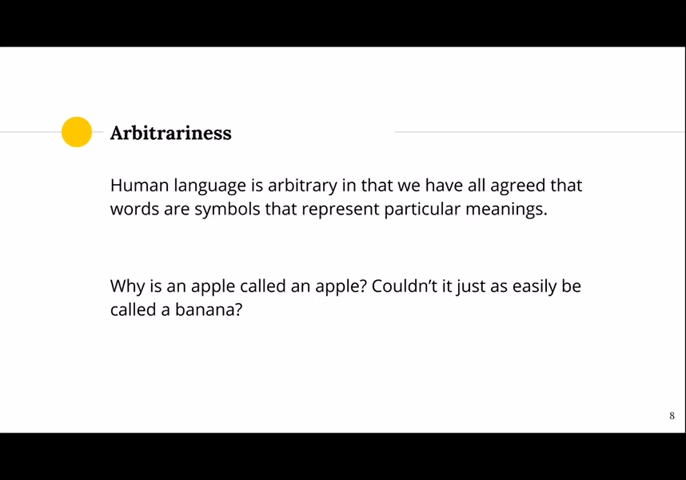 Arbitrariness
Human language is arbitrary in that we have all agreed that
words are symbols that represent particular meanings.
Why is an apple called an apple? Couldn’t it just as easily be
called a banana?
8